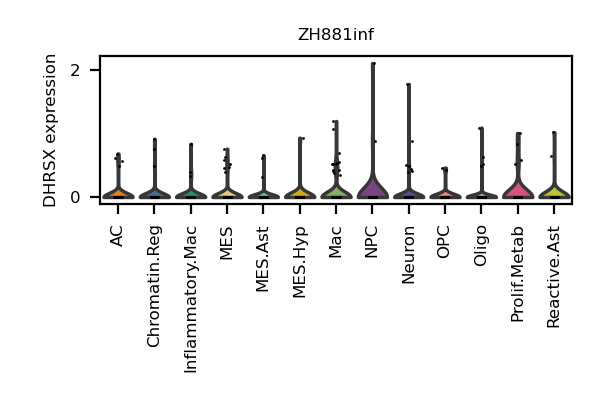 ZH881inf
DHRSX expression
2
0
AC
Chromatin.Reg
Inflammatory.Mac
MES
MES.Ast
MES.Hyp
Mac
NPC
Neuron
OPC
Oligo
Prolif.Metab
Reactive.Ast